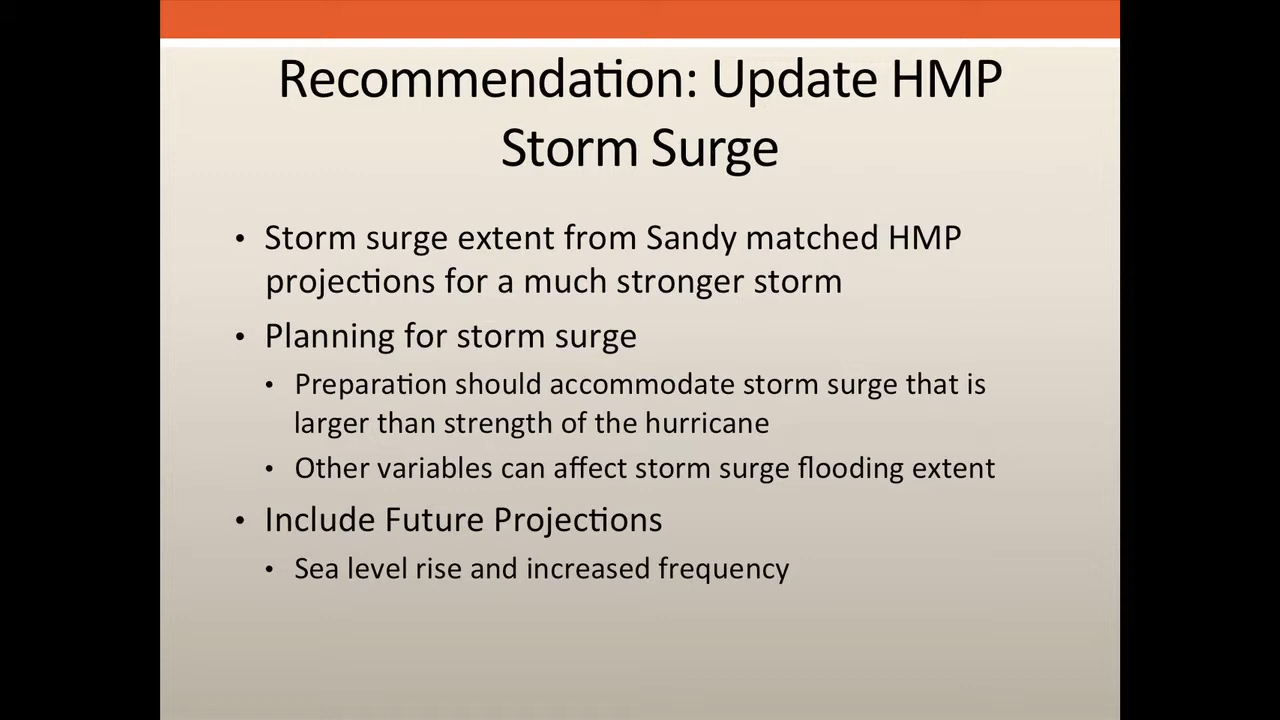 Recommendation: Update HMP
Storm Surge
• Storm surge extent from Sandy matched HMP
projections for a much stronger storm
• Planning for storm surge
• Preparation should accommodate storm surge that is
larger than strength of the hurricane
• Other variables can affect storm surge flooding extent
• Include Future Projections
• Sea level rise and increased frequency